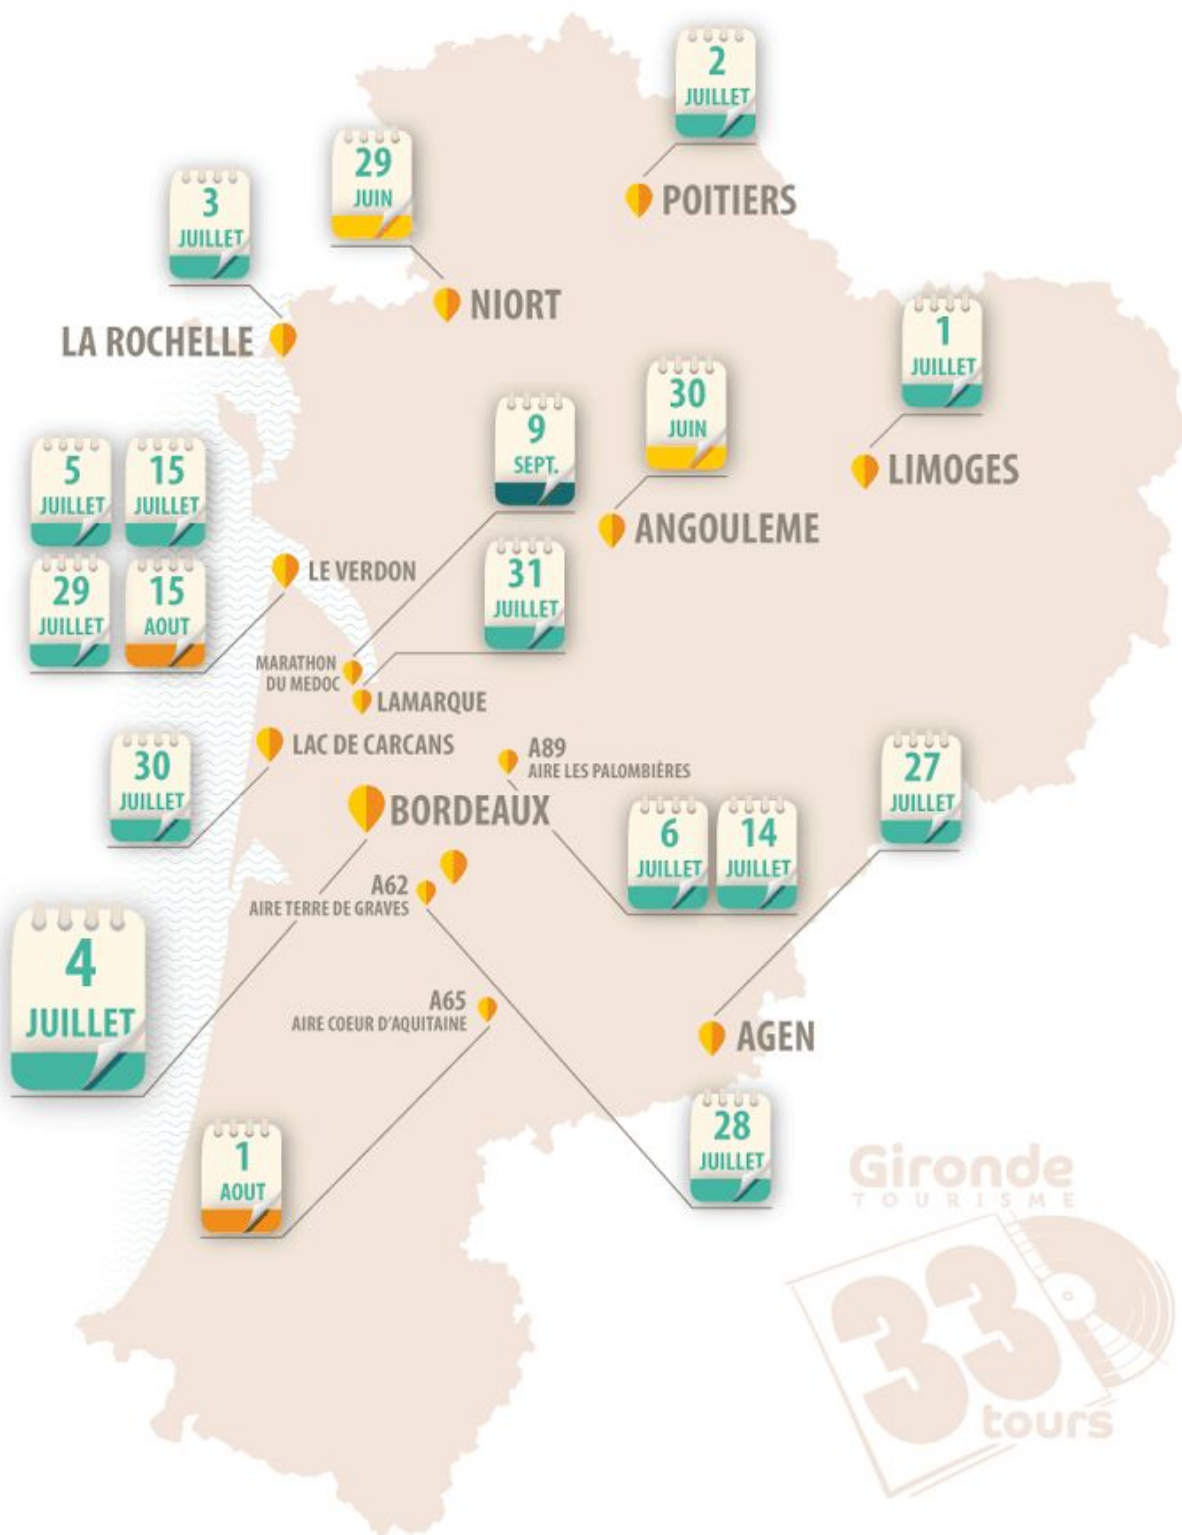 2
JUILLET
POITIERS
29
JUIN
NIORT
3
JUILLET
LA ROCHELLE
1
JUILLET
LIMOGES
30
JUIN
ANGOULEME
9
SEPT.
MARATHON
DU MEDOC
5
JUILLET
15
JUILLET
29
JUILLET
15
AOUT
LE VERDON
31
JUILLET
LAMARQUE
30
JUILLET
LAC DE CARCANS
A89
AIRE LES PALOMBIÈRES
6
JUILLET
14
JUILLET
27
JUILLET
AGEN
BORDEAUX
4
JUILLET
A62
AIRE TERRE DE GRAVES
28
JUILLET
A65
AIRE COEUR D'AQUITAINE
1
AOUT
Gironde
TOURISME
33
tours